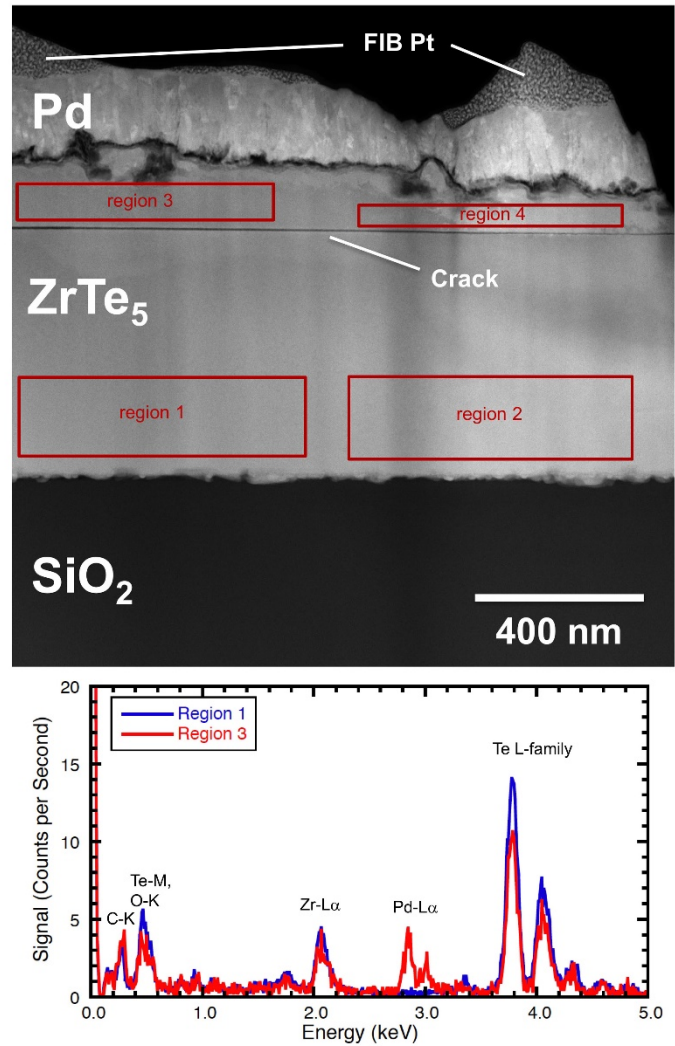 FIB Pt
Pd
region 3
region 4
Crack
ZrTe₅
region 1
region 2
SiO₂
400 nm
20
15
10
5
0
Signal (Counts per Second)
Region 1
Region 3
C-K
Te-M,
O-K
Zr-Lα
Pd-Lα
Te L-family
0.0 1.0 2.0 3.0 4.0 5.0
Energy (keV)